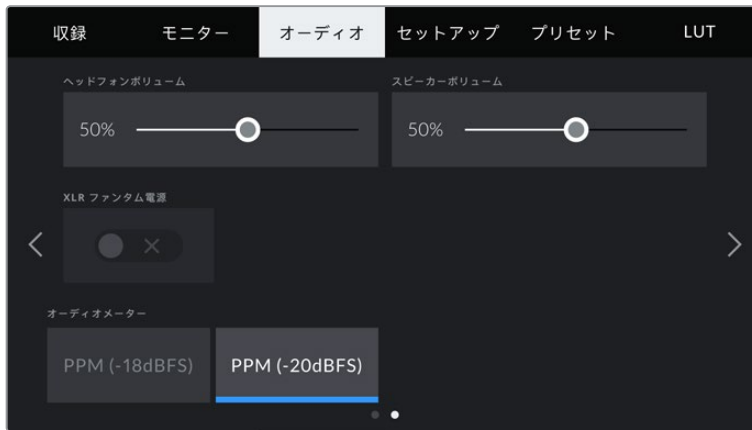 収録 モニター オーディオ セットアップ プリセット LUT
ヘッドフォンボリューム スピーカーボリューム
50% 50%
XLR ファンタム電源
オーディオメーター
PPM (-18dBFS) PPM (-20dBFS)